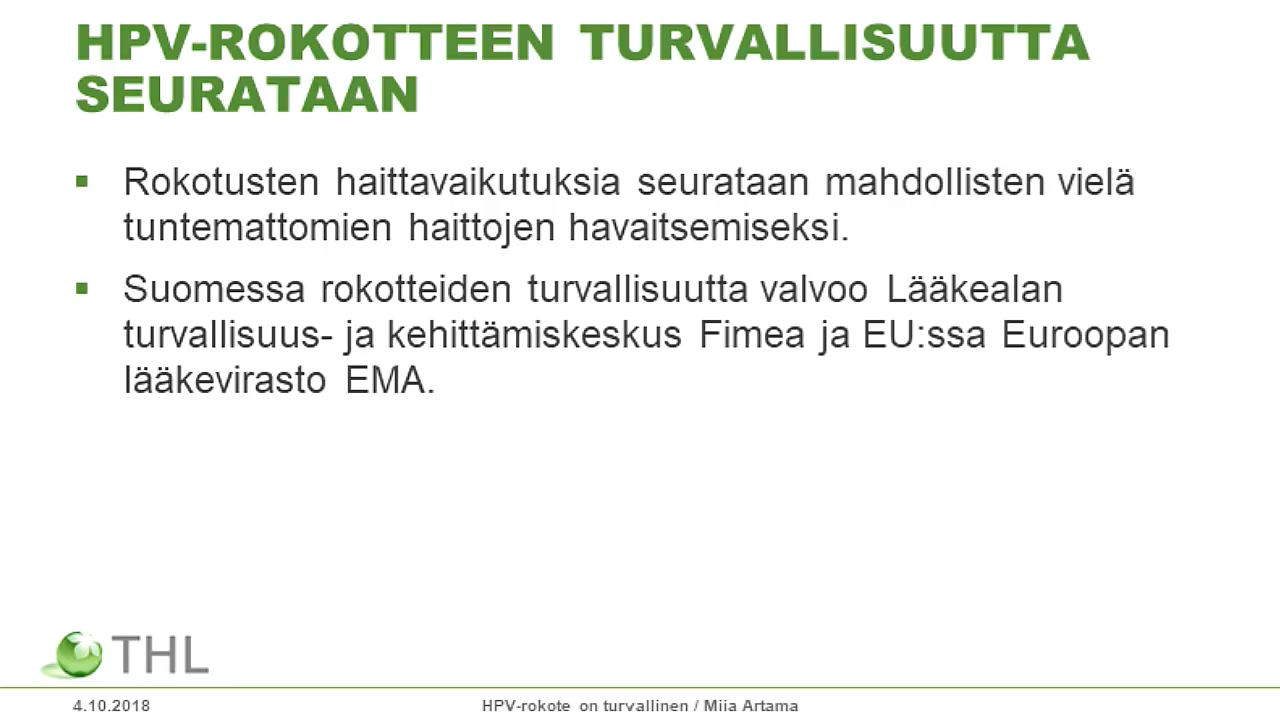 HPV-ROKOTTEEN TURVALLISUUTTA
SEURATAAN
▪ Rokotusten haittavaikutuksia seurataan mahdollisten vielä
tuntemattomien haittojen havaitsemiseksi.
▪ Suomessa rokotteiden turvallisuutta valvoo Lääkealan
turvallisuus- ja kehittämiskeskus Fimea ja EU:ssa Euroopan
lääkevirasto EMA.
THL
4.10.2018 HPV-rokote on turvallinen / Miia Artama